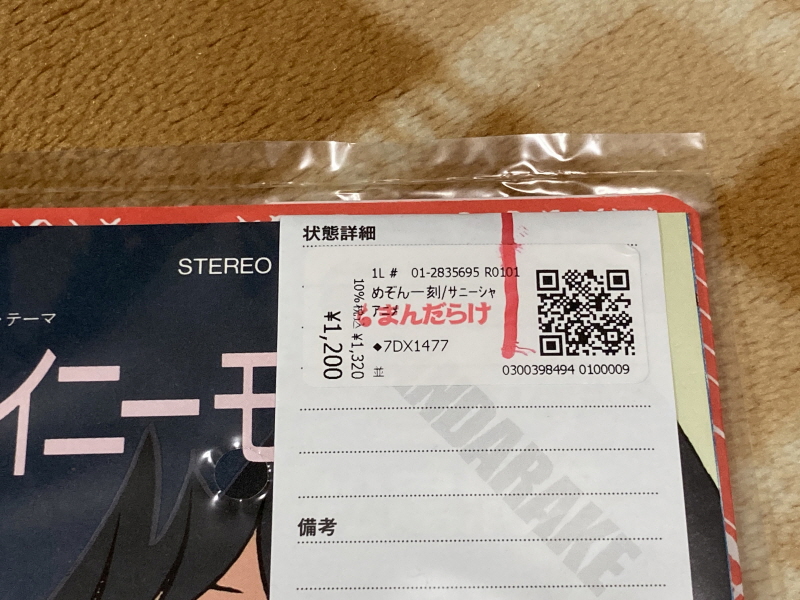 状態詳細
1L # 01-2835695 R0101
めぞん一刻/サニーシャ
アニメ
まんだらけ
◆7DX1477
並
¥1,200
10%税込 ¥1,320
0300398494 0100009
STEREO
・テーマ
イニーモ
備考
MANDARAKE